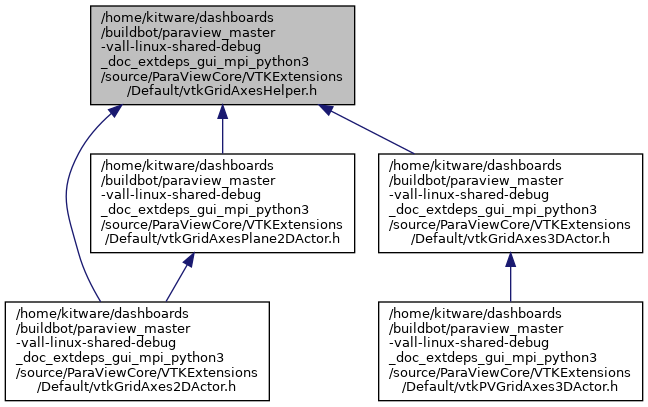 /home/kitware/dashboards
/buildbot/paraview_master
-vall-linux-shared-debug
_doc_extdeps_gui_mpi_python3
/source/ParaViewCore/VTKExtensions
/Default/vtkGridAxesHelper.h
/home/kitware/dashboards
/buildbot/paraview_master
-vall-linux-shared-debug
_doc_extdeps_gui_mpi_python3
/source/ParaViewCore/VTKExtensions
/Default/vtkGridAxesPlane2DActor.h
/home/kitware/dashboards
/buildbot/paraview_master
-vall-linux-shared-debug
_doc_extdeps_gui_mpi_python3
/source/ParaViewCore/VTKExtensions
/Default/vtkGridAxes3DActor.h
/home/kitware/dashboards
/buildbot/paraview_master
-vall-linux-shared-debug
_doc_extdeps_gui_mpi_python3
/source/ParaViewCore/VTKExtensions
/Default/vtkGridAxes2DActor.h
/home/kitware/dashboards
/buildbot/paraview_master
-vall-linux-shared-debug
_doc_extdeps_gui_mpi_python3
/source/ParaViewCore/VTKExtensions
/Default/vtkPVGridAxes3DActor.h